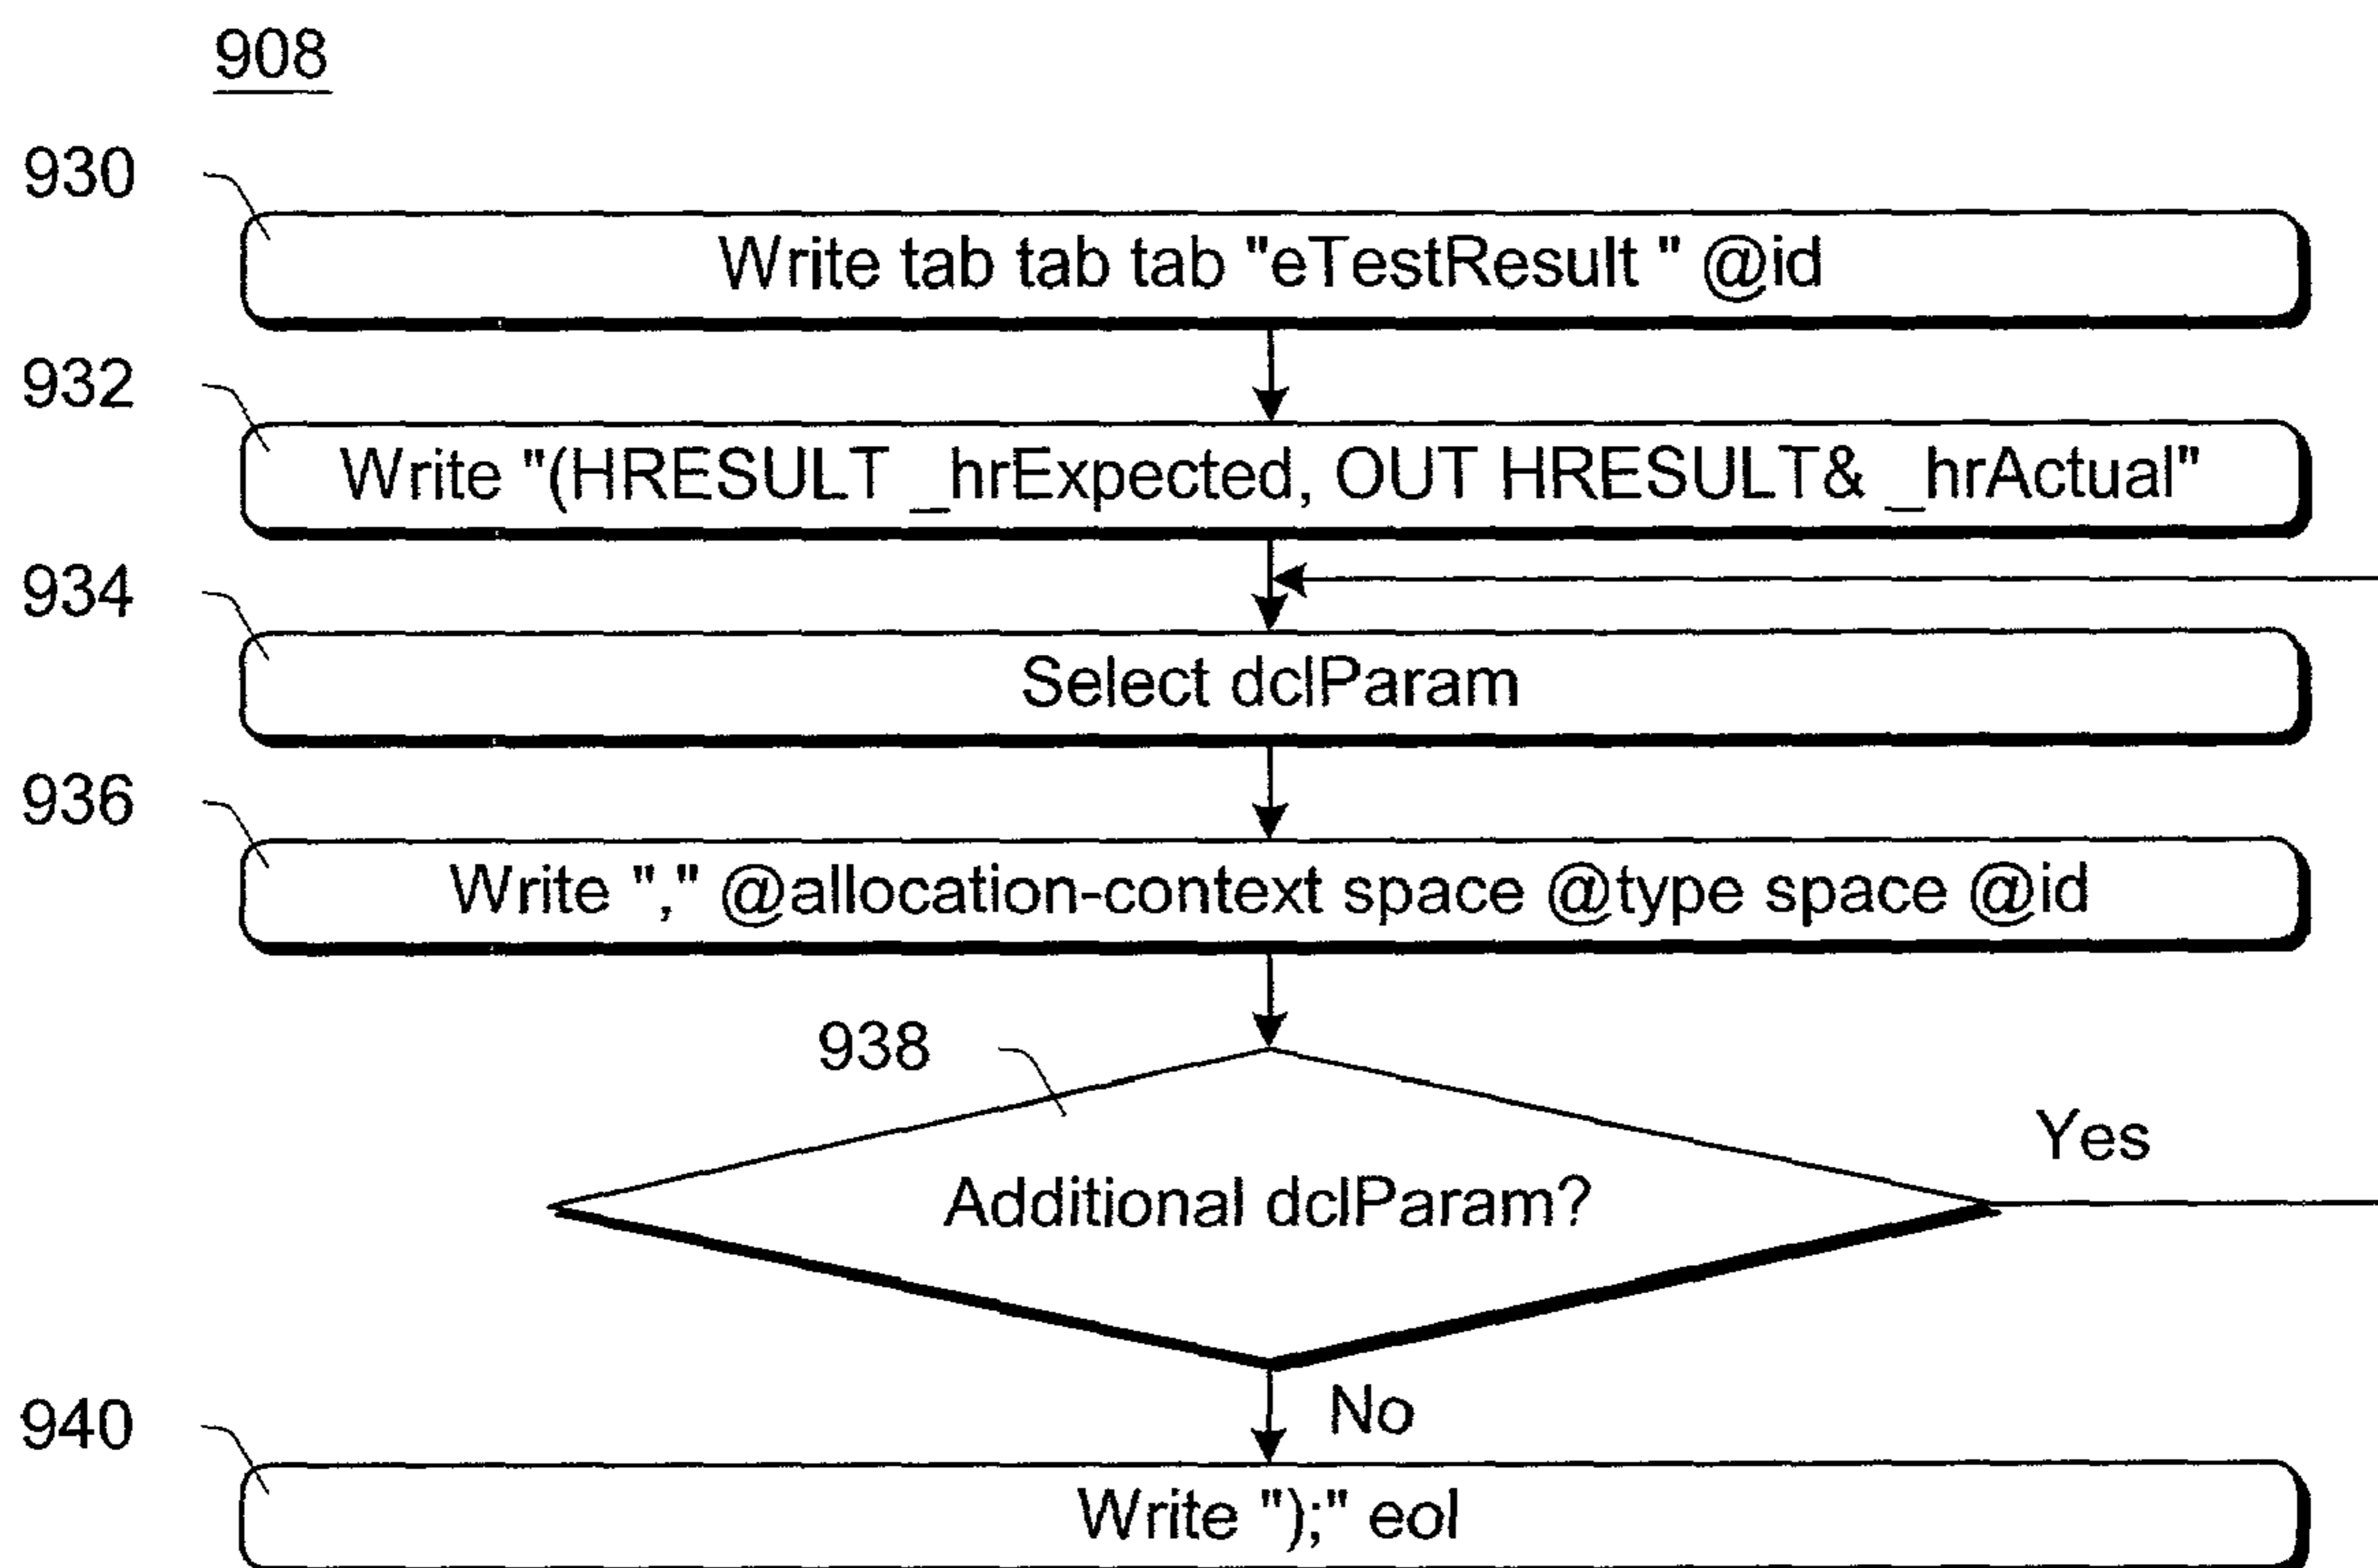 908
930
Write tab tab tab "eTestResult " @id
932
Write "(HRESULT _hrExpected, OUT HRESULT& _hrActual"
934
Select dclParam
936
Write "," @allocation-context space @type space @id
938
Additional dclParam?
Yes
No
940
Write ");" eol